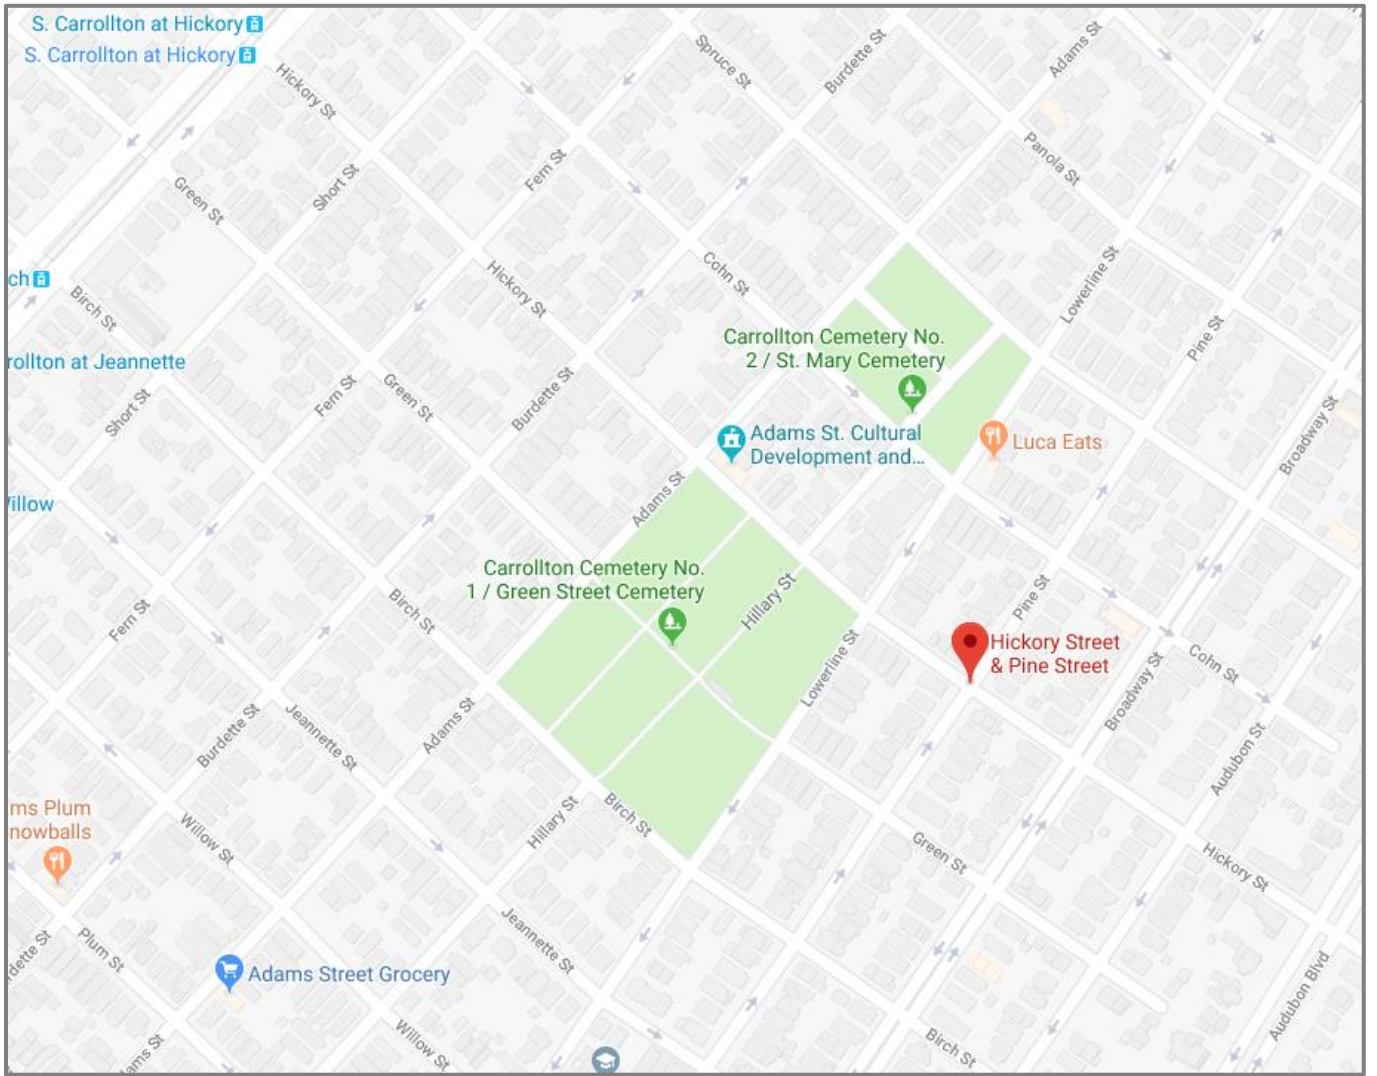 S. Carrollton at Hickory
S. Carrollton at Hickory
Hickory St
Spruce St
Burdette St
Adams St
Panola St
Short St
Fern St
Green St
Cohn St
Hickory St
Lowerline St
Pine St
ch
Birch St
rollton at Jeannette
Carrollton Cemetery No.
2 / St. Mary Cemetery
Short St
Fern St
Green St
Burdette St
Broadway St
Adams St. Cultural
Development and...
Luca Eats
Adams St
Willow
Carrollton Cemetery No.
1 / Green Street Cemetery
Hillary St
Pine St
Fern St
Birch St
Lowerline St
Hickory Street
& Pine Street
Cohn St
Broadway St
Burdette St
Jeannette St
Adams St
Audubon St
ms Plum
nowballs
Willow St
Hillary St
Birch St
Green St
Hickory St
dette St
Plum St
Jeannette St
Adams Street Grocery
Audubon Blvd
ams St
Willow St
Birch St